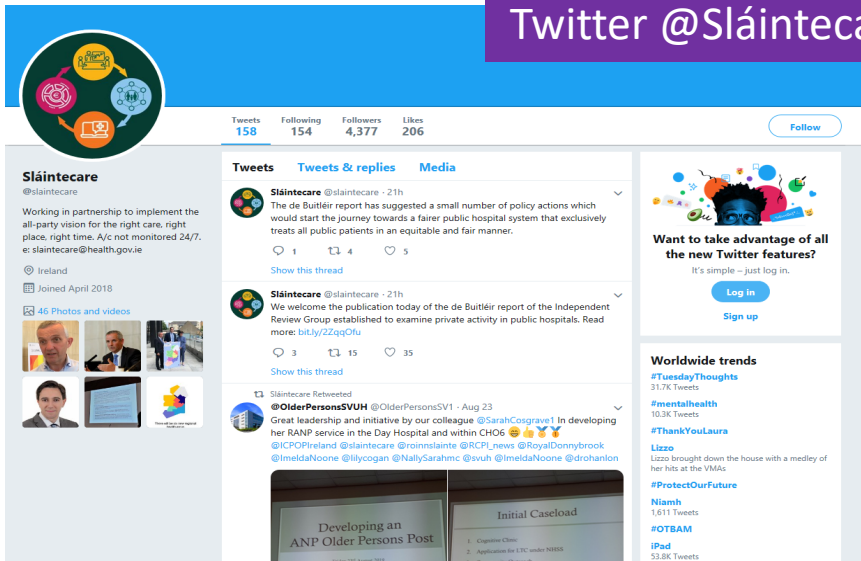 Twitter @Sláinteca
Tweets Following Followers Likes
158 154 4,377 206
Follow
Sláintecare
@slaintecare
Working in partnership to implement the
all-party vision for the right care, right
place, right time. A/c not monitored 24/7.
e: slaintecare@health.gov.ie
Ireland
Joined April 2018
46 Photos and videos
Tweets Tweets & replies Media
Sláintecare @slaintecare · 21h
The de Buitléir report has suggested a small number of policy actions which
would start the journey towards a fairer public hospital system that exclusively
treats all public patients in an equitable and fair manner.
1 4 5
Show this thread
Sláintecare @slaintecare · 21h
We welcome the publication today of the de Buitléir report of the Independent
Review Group established to examine private activity in public hospitals. Read
more: bit.ly/2ZqqOfu
3 15 35
Show this thread
Sláintecare Retweeted
@OlderPersonsSVUH @OlderPersonsSV1 · Aug 23
Great leadership and initiative by our colleague @SarahCosgrave1 In developing
her RANP service in the Day Hospital and within CHO6
@ICPOPIreland @slaintecare @roinnslainte @RCPI_news @RoyalDonnybrook
@ImeldaNoone @lilycogan @NallySarahmc @svuh @ImeldaNoone @drohanlon
Developing an
ANP Older Persons Post
Initial Caseload
1. Cognitive Clinic
2. Application for LTC under NHSS
Want to take advantage of all
the new Twitter features?
It's simple – just log in.
Log in
Sign up
Worldwide trends
#TuesdayThoughts
31.7K Tweets
#mentalhealth
10.3K Tweets
#ThankYouLaura
Lizzo
Lizzo brought down the house with a medley of
her hits at the VMAs
#ProtectOurFuture
Niamh
1,611 Tweets
#OTBAM
iPad
53.8K Tweets